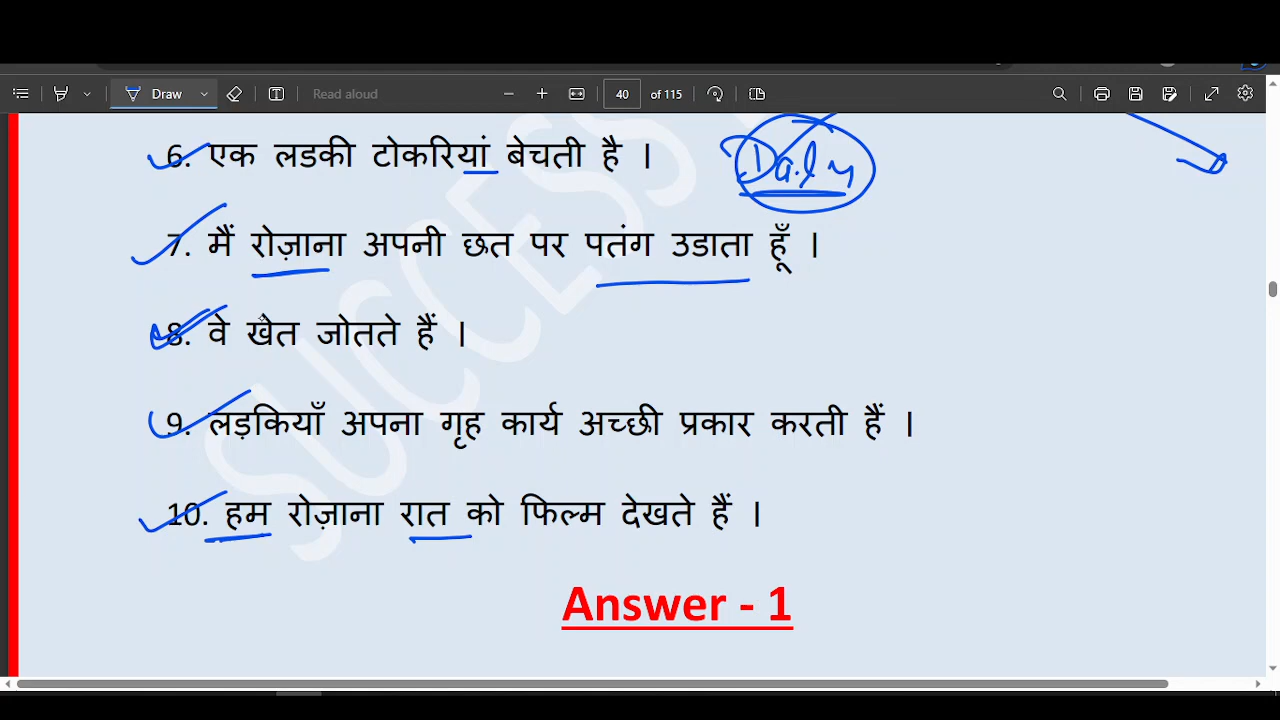 Draw
Read aloud
40 of 115
6. एक लडकी टोकरियां बेचती है ।
Daily
7. मैं रोज़ाना अपनी छत पर पतंग उडाता हूँ ।
8. वे खेत जोतते हैं ।
9. लड़कियाँ अपना गृह कार्य अच्छी प्रकार करती हैं ।
10. हम रोज़ाना रात को फिल्म देखते हैं ।
SUCCESS
Answer - 1